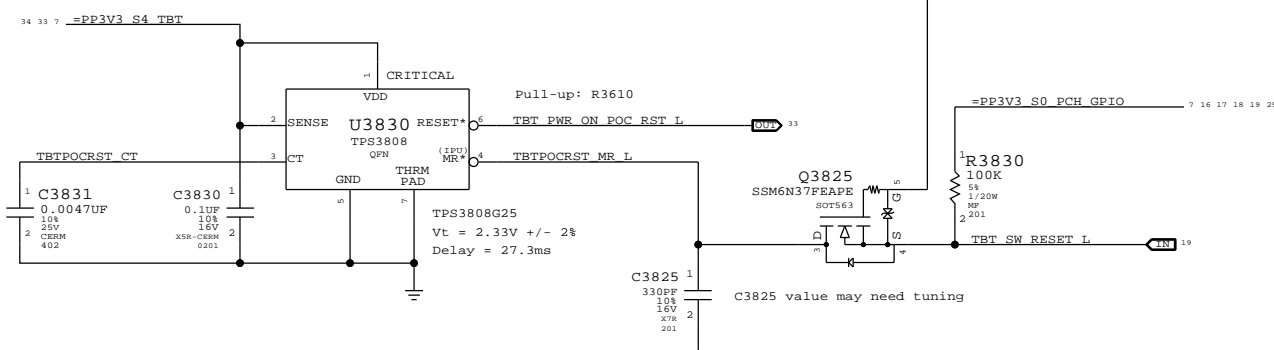 34 33 7 =PP3V3_S4_TBT
1 CRITICAL
VDD
Pull-up: R3610
=PP3V3_S0_PCH_GPIO 7 16 17 18 19 25
2 SENSE U3830 RESET* 6 TBT_PWR_ON_POC_RST_L OUT 33
TPS3808
QFN
(IPU)
TBTPOCRST_CT 3 CT MR* 4 TBTPOCRST_MR_L
THRM
GND PAD
5 7
1 C3831
0.0047UF
10%
25V
2 CERM
402
C3830 1
0.1UF
10%
16V
X5R-CERM 2
0201
TPS3808G25
Vt = 2.33V +/- 2%
Delay = 27.3ms
Q3825
SSM6N37FEAPE
SOT563
5
G
D
S
3
4
1 R3830
100K
5%
1/20W
MF
2 201
TBT_SW_RESET_L IN 19
C3825 1
330PF
10%
16V
X7R 2
201
C3825 value may need tuning